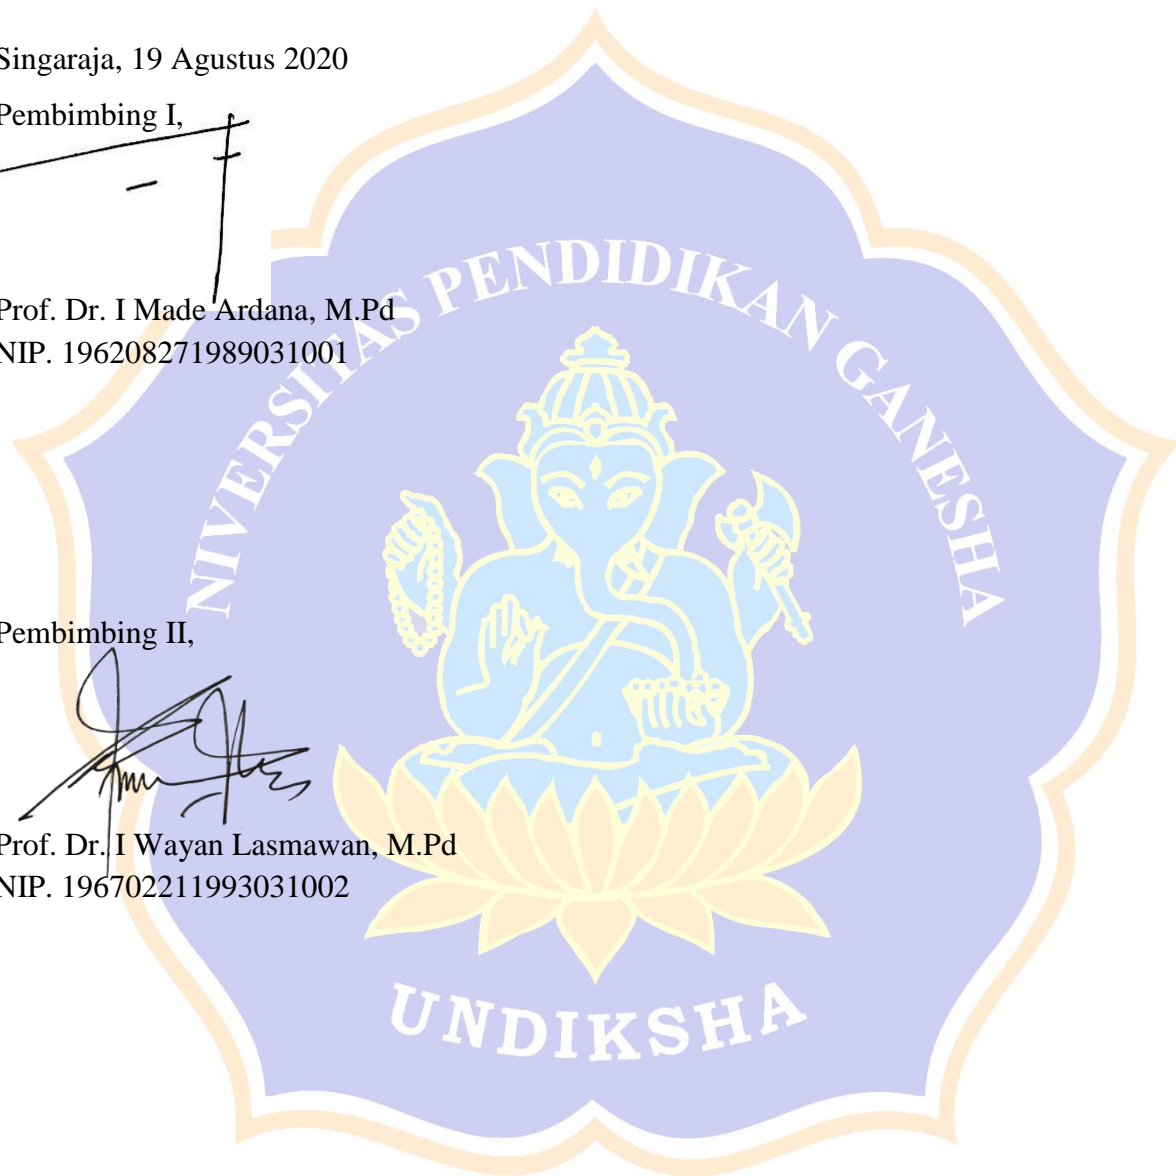 Singaraja, 19 Agustus 2020
Pembimbing I,
Prof. Dr. I Made Ardana, M.Pd
NIP. 196208271989031001
NIVERSITAS PENDIDIKAN GANESHA
Pembimbing II,
Prof. Dr. I Wayan Lasmawan, M.Pd
NIP. 196702211993031002
UNDIKSHA